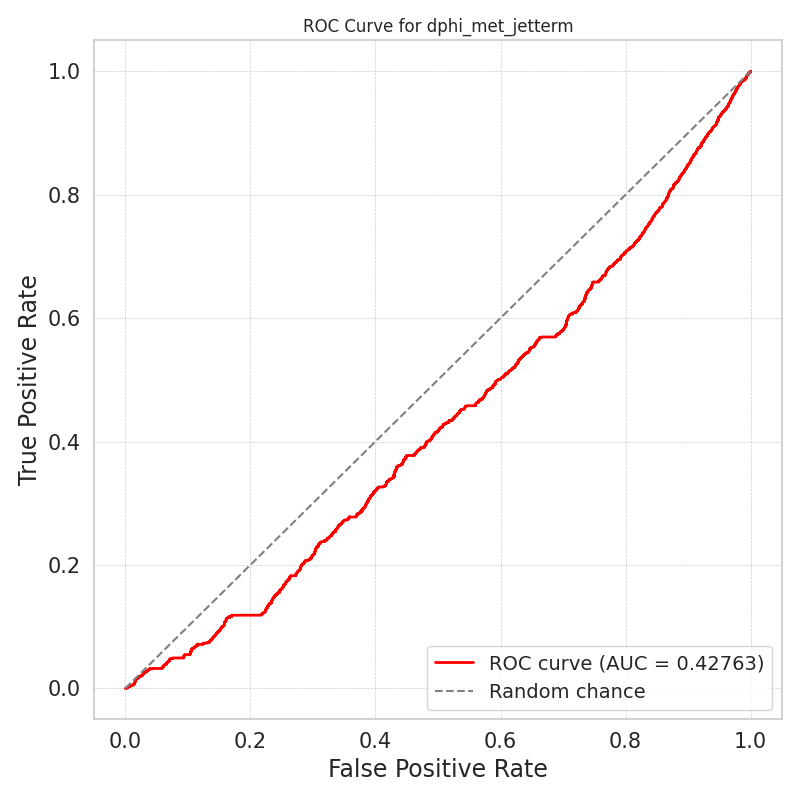 ROC Curve for dphi_met_jetterm
1.0
0.8
0.6
0.4
0.2
0.0
True Positive Rate
ROC curve (AUC = 0.42763)
Random chance
0.0 0.2 0.4 0.6 0.8 1.0
False Positive Rate